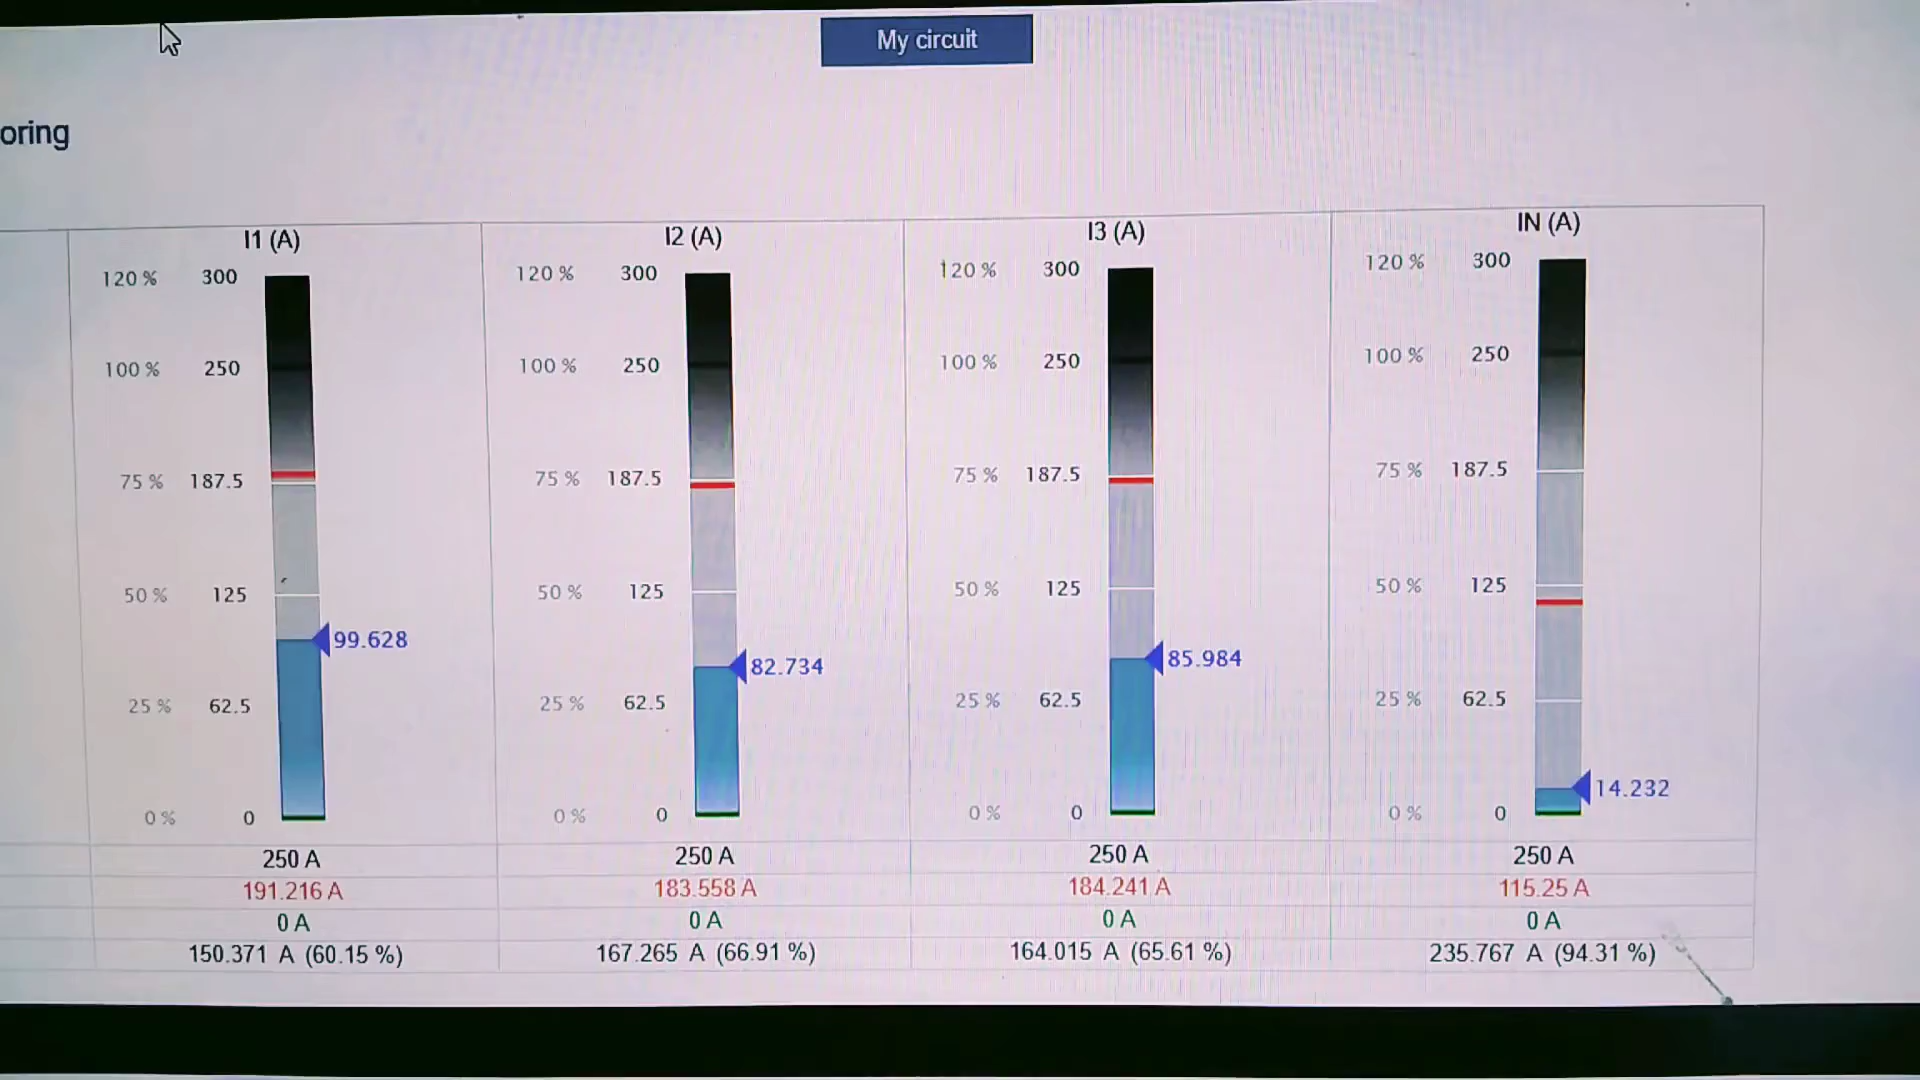 My circuit
oring
I1 (A)
120 % 300
100 % 250
75 % 187.5
50 % 125
99.628
25 % 62.5
0 % 0
250 A
191.216 A
0 A
150.371 A (60.15 %)
I2 (A)
120 % 300
100 % 250
75 % 187.5
50 % 125
82.734
25 % 62.5
0 % 0
250 A
183.558 A
0 A
167.265 A (66.91 %)
I3 (A)
120 % 300
100 % 250
75 % 187.5
50 % 125
85.984
25 % 62.5
0 % 0
250 A
184.241 A
0 A
164.015 A (65.61 %)
IN (A)
120 % 300
100 % 250
75 % 187.5
50 % 125
25 % 62.5
14.232
0 % 0
250 A
115.25 A
0 A
235.767 A (94.31 %)